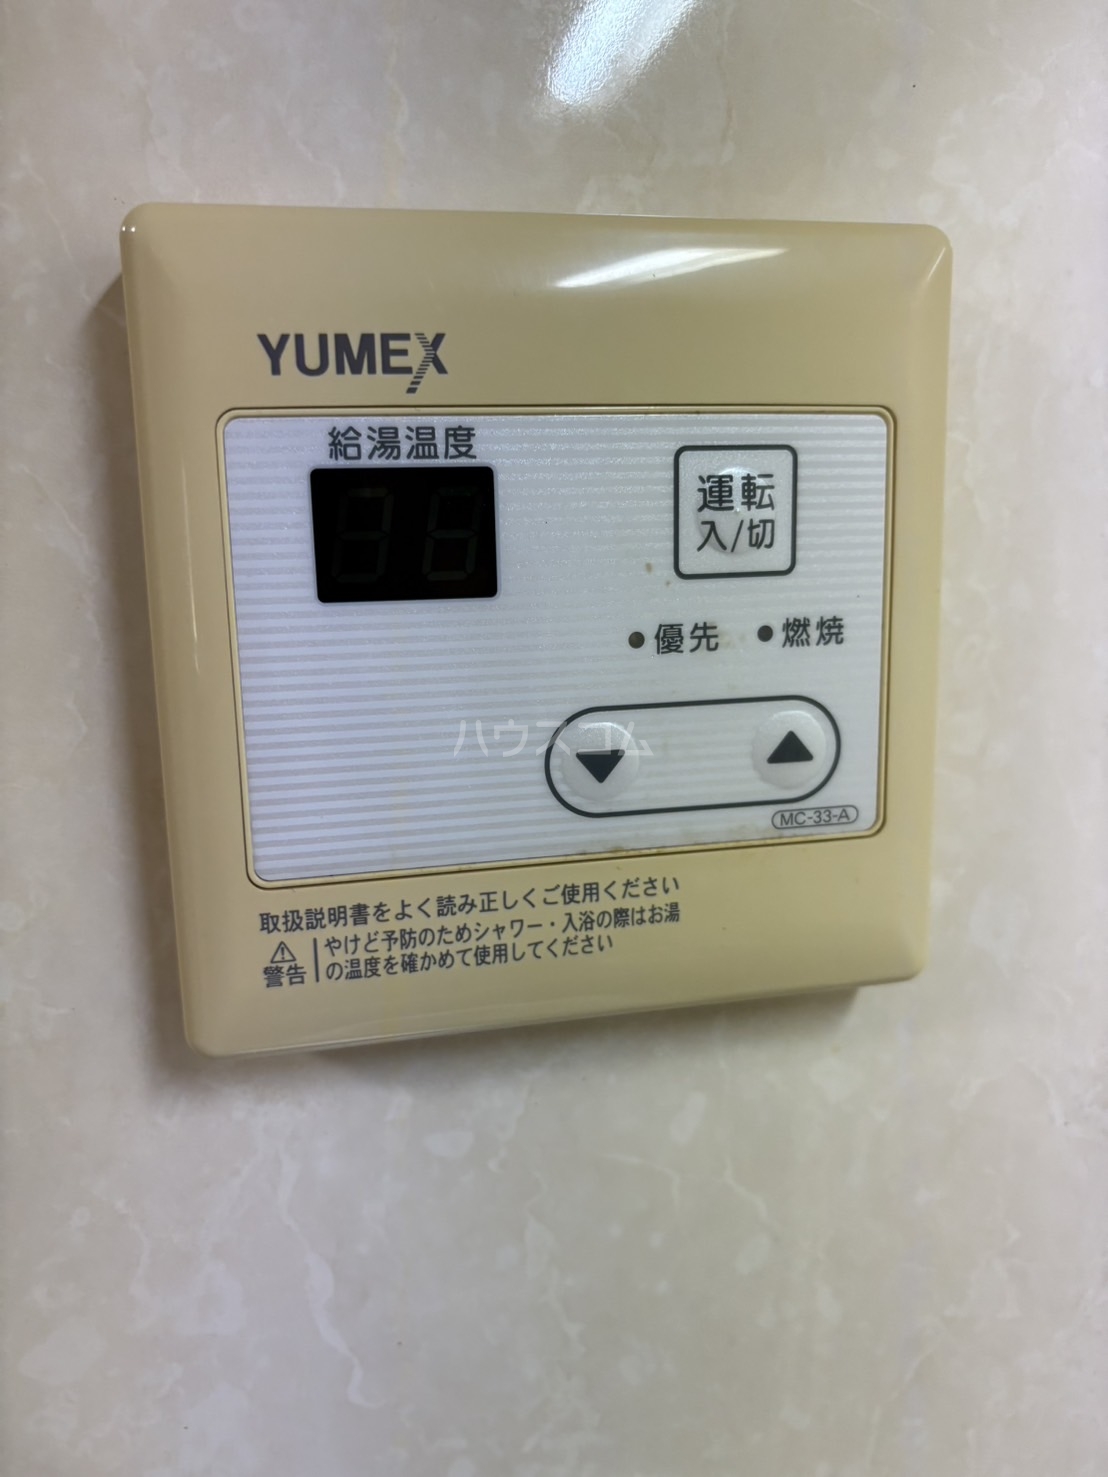 YUMEX
給湯温度
運転
入/切
優先
燃焼
ハウスコム
▼
▲
MC-33-A
取扱説明書をよく読み正しくご使用ください
警告
やけど予防のためシャワー・入浴の際はお湯
の温度を確かめて使用してください